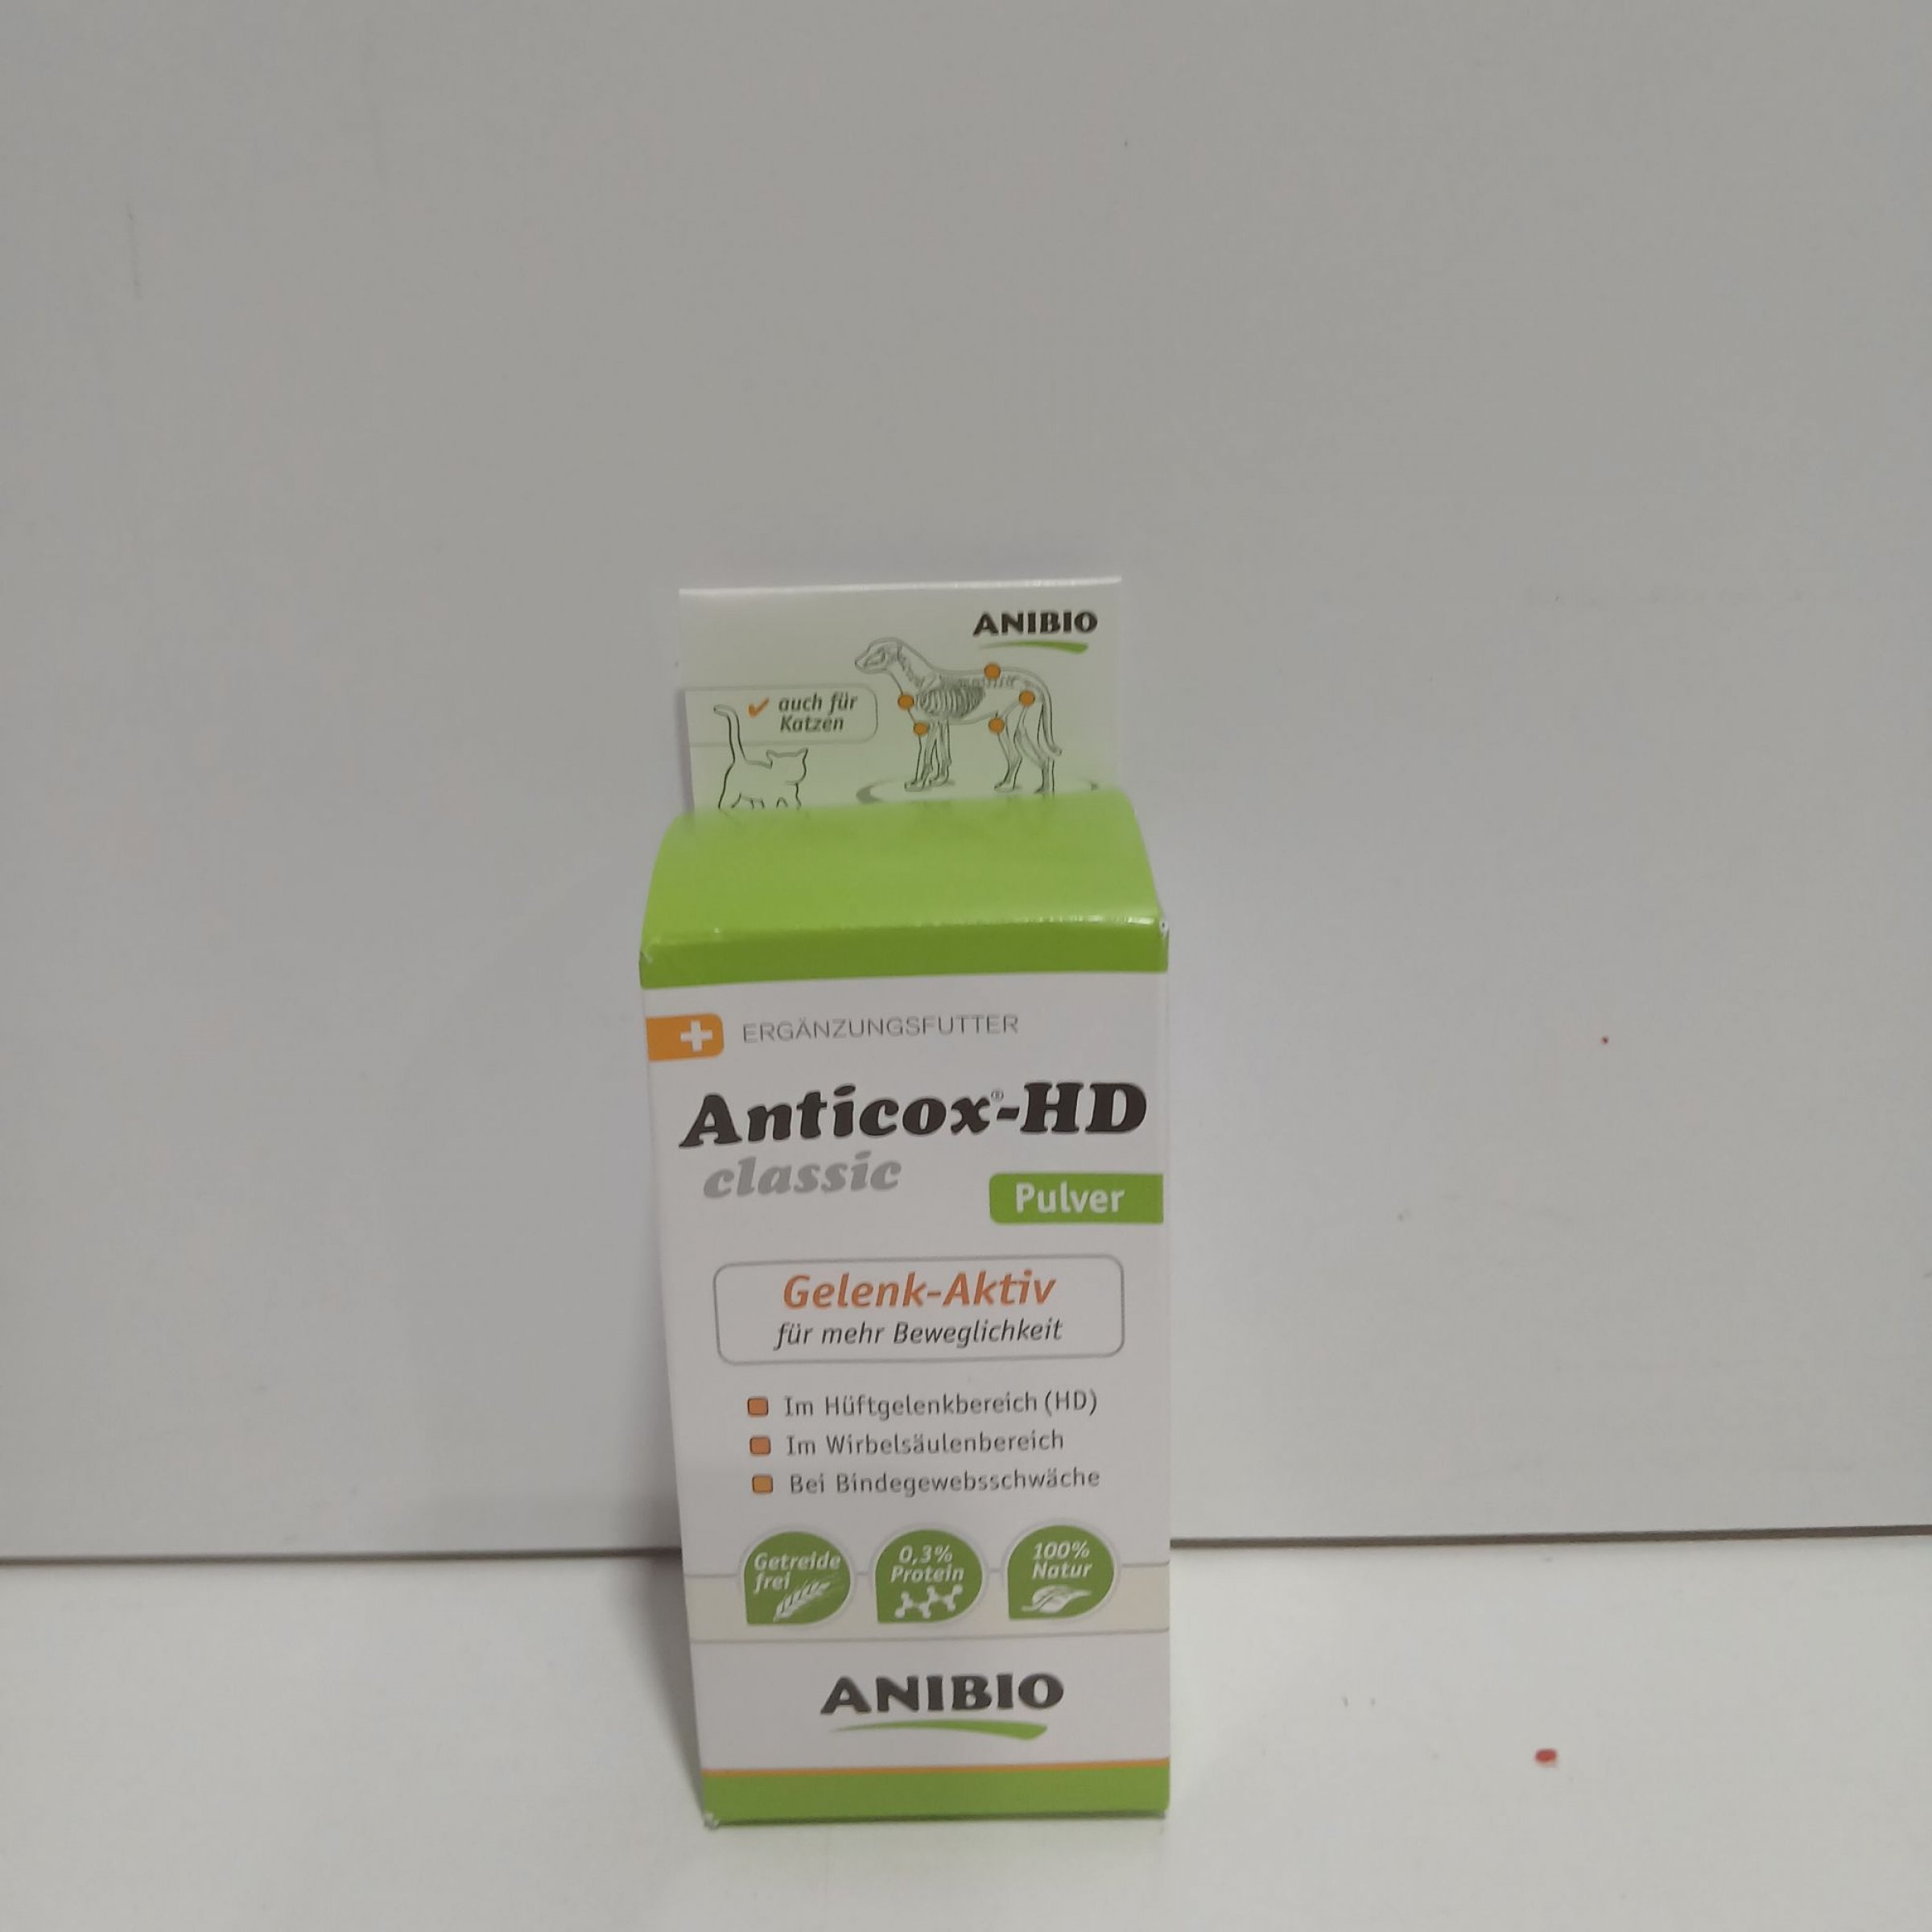 ANIBIO
auch für
Katzen
ERGÄNZUNGSFUTTER
Anticox®-HD
classic
Pulver
Gelenk-Aktiv
für mehr Beweglichkeit
Im Hüftgelenkbereich (HD)
Im Wirbelsäulenbereich
Bei Bindegewebsschwäche
Getreide
frei
0,3%
Protein
100%
Natur
ANIBIO